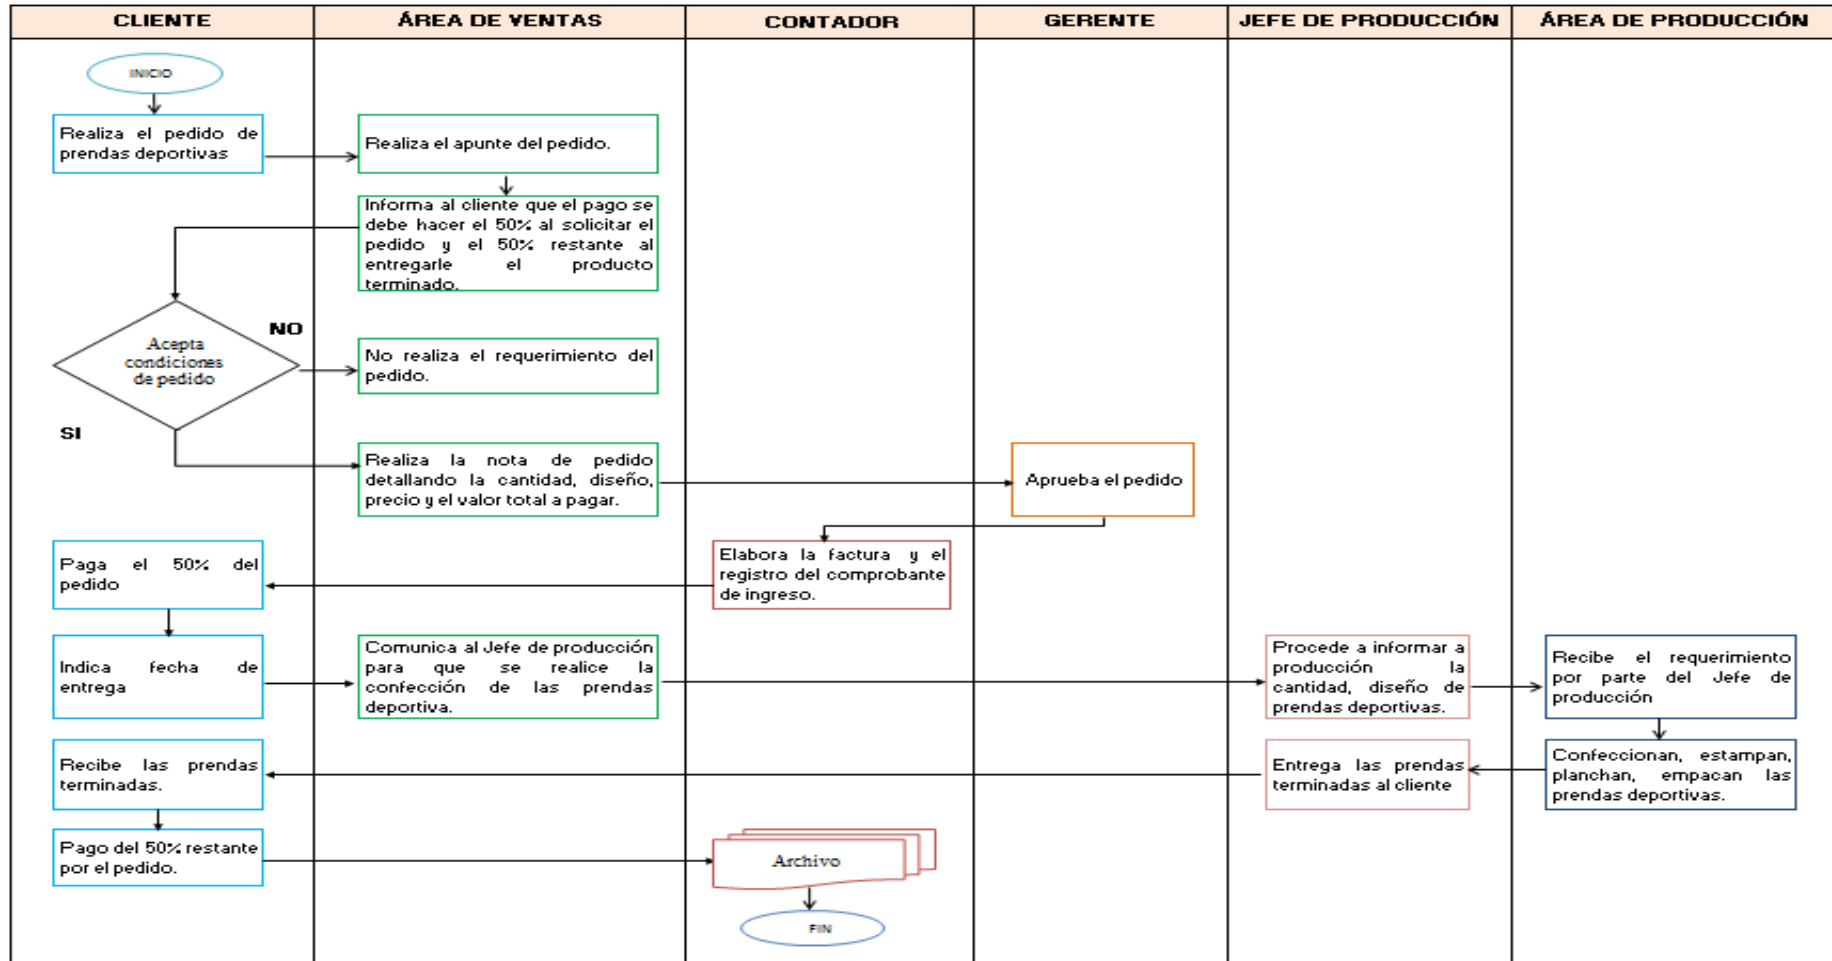 CLIENTE
ÁREA DE VENTAS
CONTADOR
GERENTE
JEFE DE PRODUCCIÓN
ÁREA DE PRODUCCIÓN
INICIO
Realiza el pedido de
prendas deportivas
Realiza el apunte del pedido.
Informa al cliente que el pago se
debe hacer el 50% al solicitar el
pedido y el 50% restante al
entregarle el producto
terminado.
Acepta
condiciones
de pedido
NO
No realiza el requerimiento del
pedido.
SI
Realiza la nota de pedido
detallando la cantidad, diseño,
precio y el valor total a pagar.
Aprueba el pedido
Elabora la factura y el
registro del comprobante
de ingreso.
Paga el 50% del
pedido
Indica fecha de
entrega
Comunica al Jefe de producción
para que se realice la
confección de las prendas
deportiva.
Procede a informar a
producción la
cantidad, diseño de
prendas deportivas.
Recibe el requerimiento
por parte del Jefe de
producción
Confeccionan, estampan,
planchan, empacan las
prendas deportivas.
Entrega las prendas
terminadas al cliente
Recibe las prendas
terminadas.
Pago del 50% restante
por el pedido.
Archivo
FIN